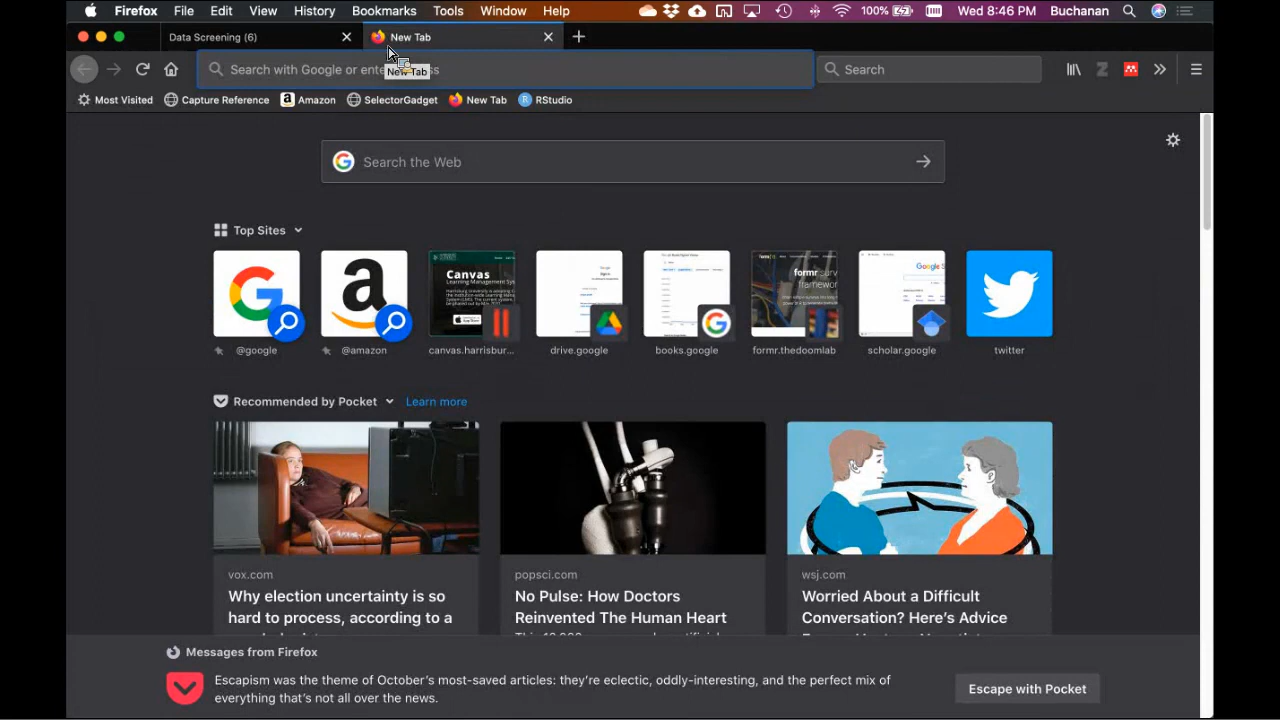 Firefox File Edit View History Bookmarks Tools Window Help 100% Wed 8:46 PM Buchanan
Data Screening (6) New Tab
Search with Google or ente ss Search
New Tab
Most Visited Capture Reference Amazon SelectorGadget New Tab RStudio
Search the Web
Top Sites
@google @amazon canvas.harrisbur... drive.google books.google formr.thedoomlab scholar.google twitter
Recommended by Pocket Learn more
vox.com
Why election uncertainty is so
hard to process, according to a
popsci.com
No Pulse: How Doctors
Reinvented The Human Heart
wsj.com
Worried About a Difficult
Conversation? Here's Advice
Messages from Firefox
Escapism was the theme of October's most-saved articles: they're eclectic, oddly-interesting, and the perfect mix of
everything that's not all over the news.
Escape with Pocket